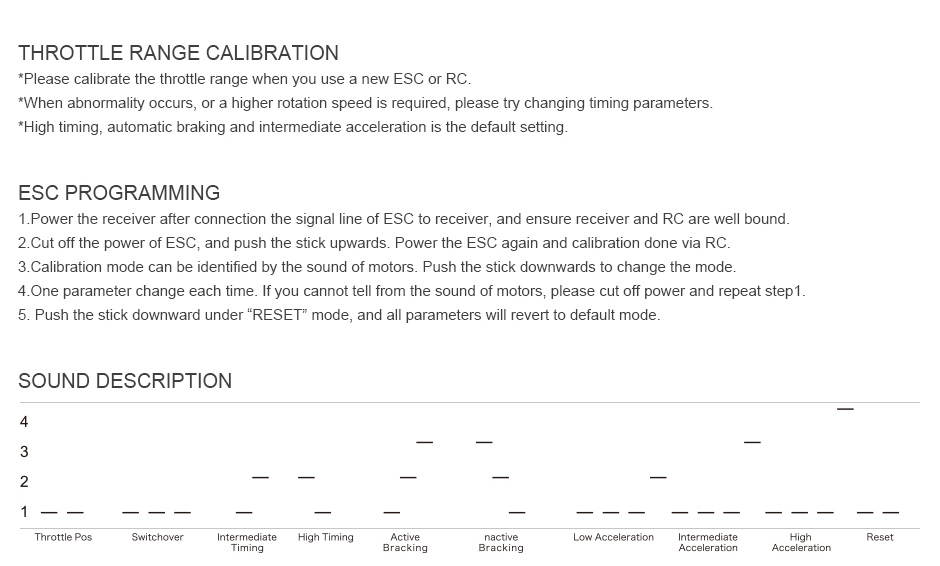 THROTTLE RANGE CALIBRATION
*Please calibrate the throttle range when you use a new ESC or RC.
*When abnormality occurs, or a higher rotation speed is required, please try changing timing parameters.
*High timing, automatic braking and intermediate acceleration is the default setting.
ESC PROGRAMMING
1.Power the receiver after connection the signal line of ESC to receiver, and ensure receiver and RC are well bound.
2.Cut off the power of ESC, and push the stick upwards. Power the ESC again and calibration done via RC.
3.Calibration mode can be identified by the sound of motors. Push the stick downwards to change the mode.
4.One parameter change each time. If you cannot tell from the sound of motors, please cut off power and repeat step1.
5. Push the stick downward under “RESET” mode, and all parameters will revert to default mode.
SOUND DESCRIPTION
4
3
2
1
Throttle Pos
Switchover
Intermediate
Timing
High Timing
Active
Bracking
nactive
Bracking
Low Acceleration
Intermediate
Acceleration
High
Acceleration
Reset